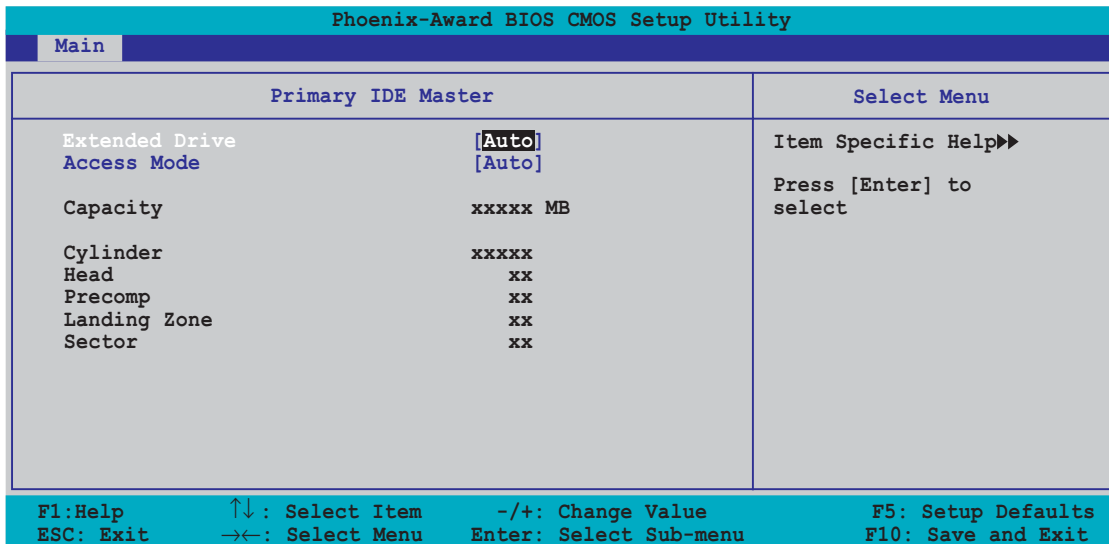 Phoenix-Award BIOS CMOS Setup Utility
Main
Primary IDE Master
Select Menu
Extended Drive [Auto]
Access Mode [Auto]
Capacity xxxxx MB
Cylinder xxxxx
Head xx
Precomp xx
Landing Zone xx
Sector xx
Item Specific Help▶▶
Press [Enter] to
select
F1:Help ↑↓: Select Item -/+: Change Value F5: Setup Defaults
ESC: Exit →←: Select Menu Enter: Select Sub-menu F10: Save and Exit